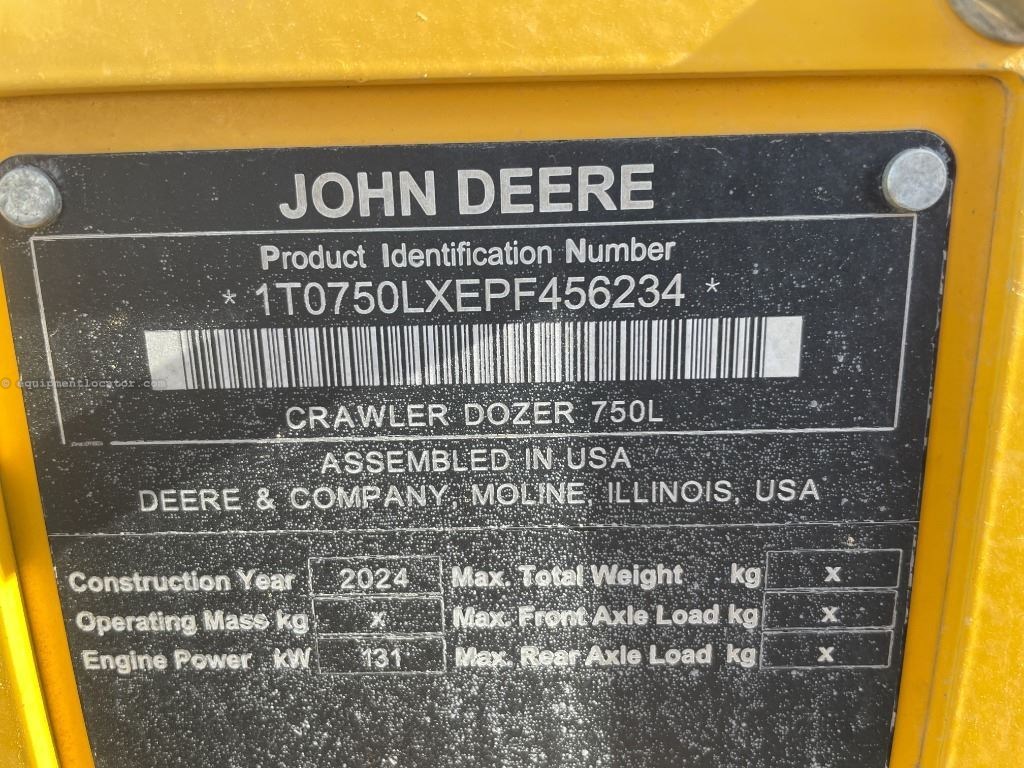 JOHN DEERE
Product Identification Number
* 1T0750LXEPF456234 *
© equipmentlocator.com
CRAWLER DOZER 750L
ASSEMBLED IN USA
DEERE & COMPANY, MOLINE, ILLINOIS, USA
Construction Year 2024 Max. Total Weight kg x
Operating Mass kg x Max. Front Axle Load kg x
Engine Power kW 131 Max. Rear Axle Load kg x